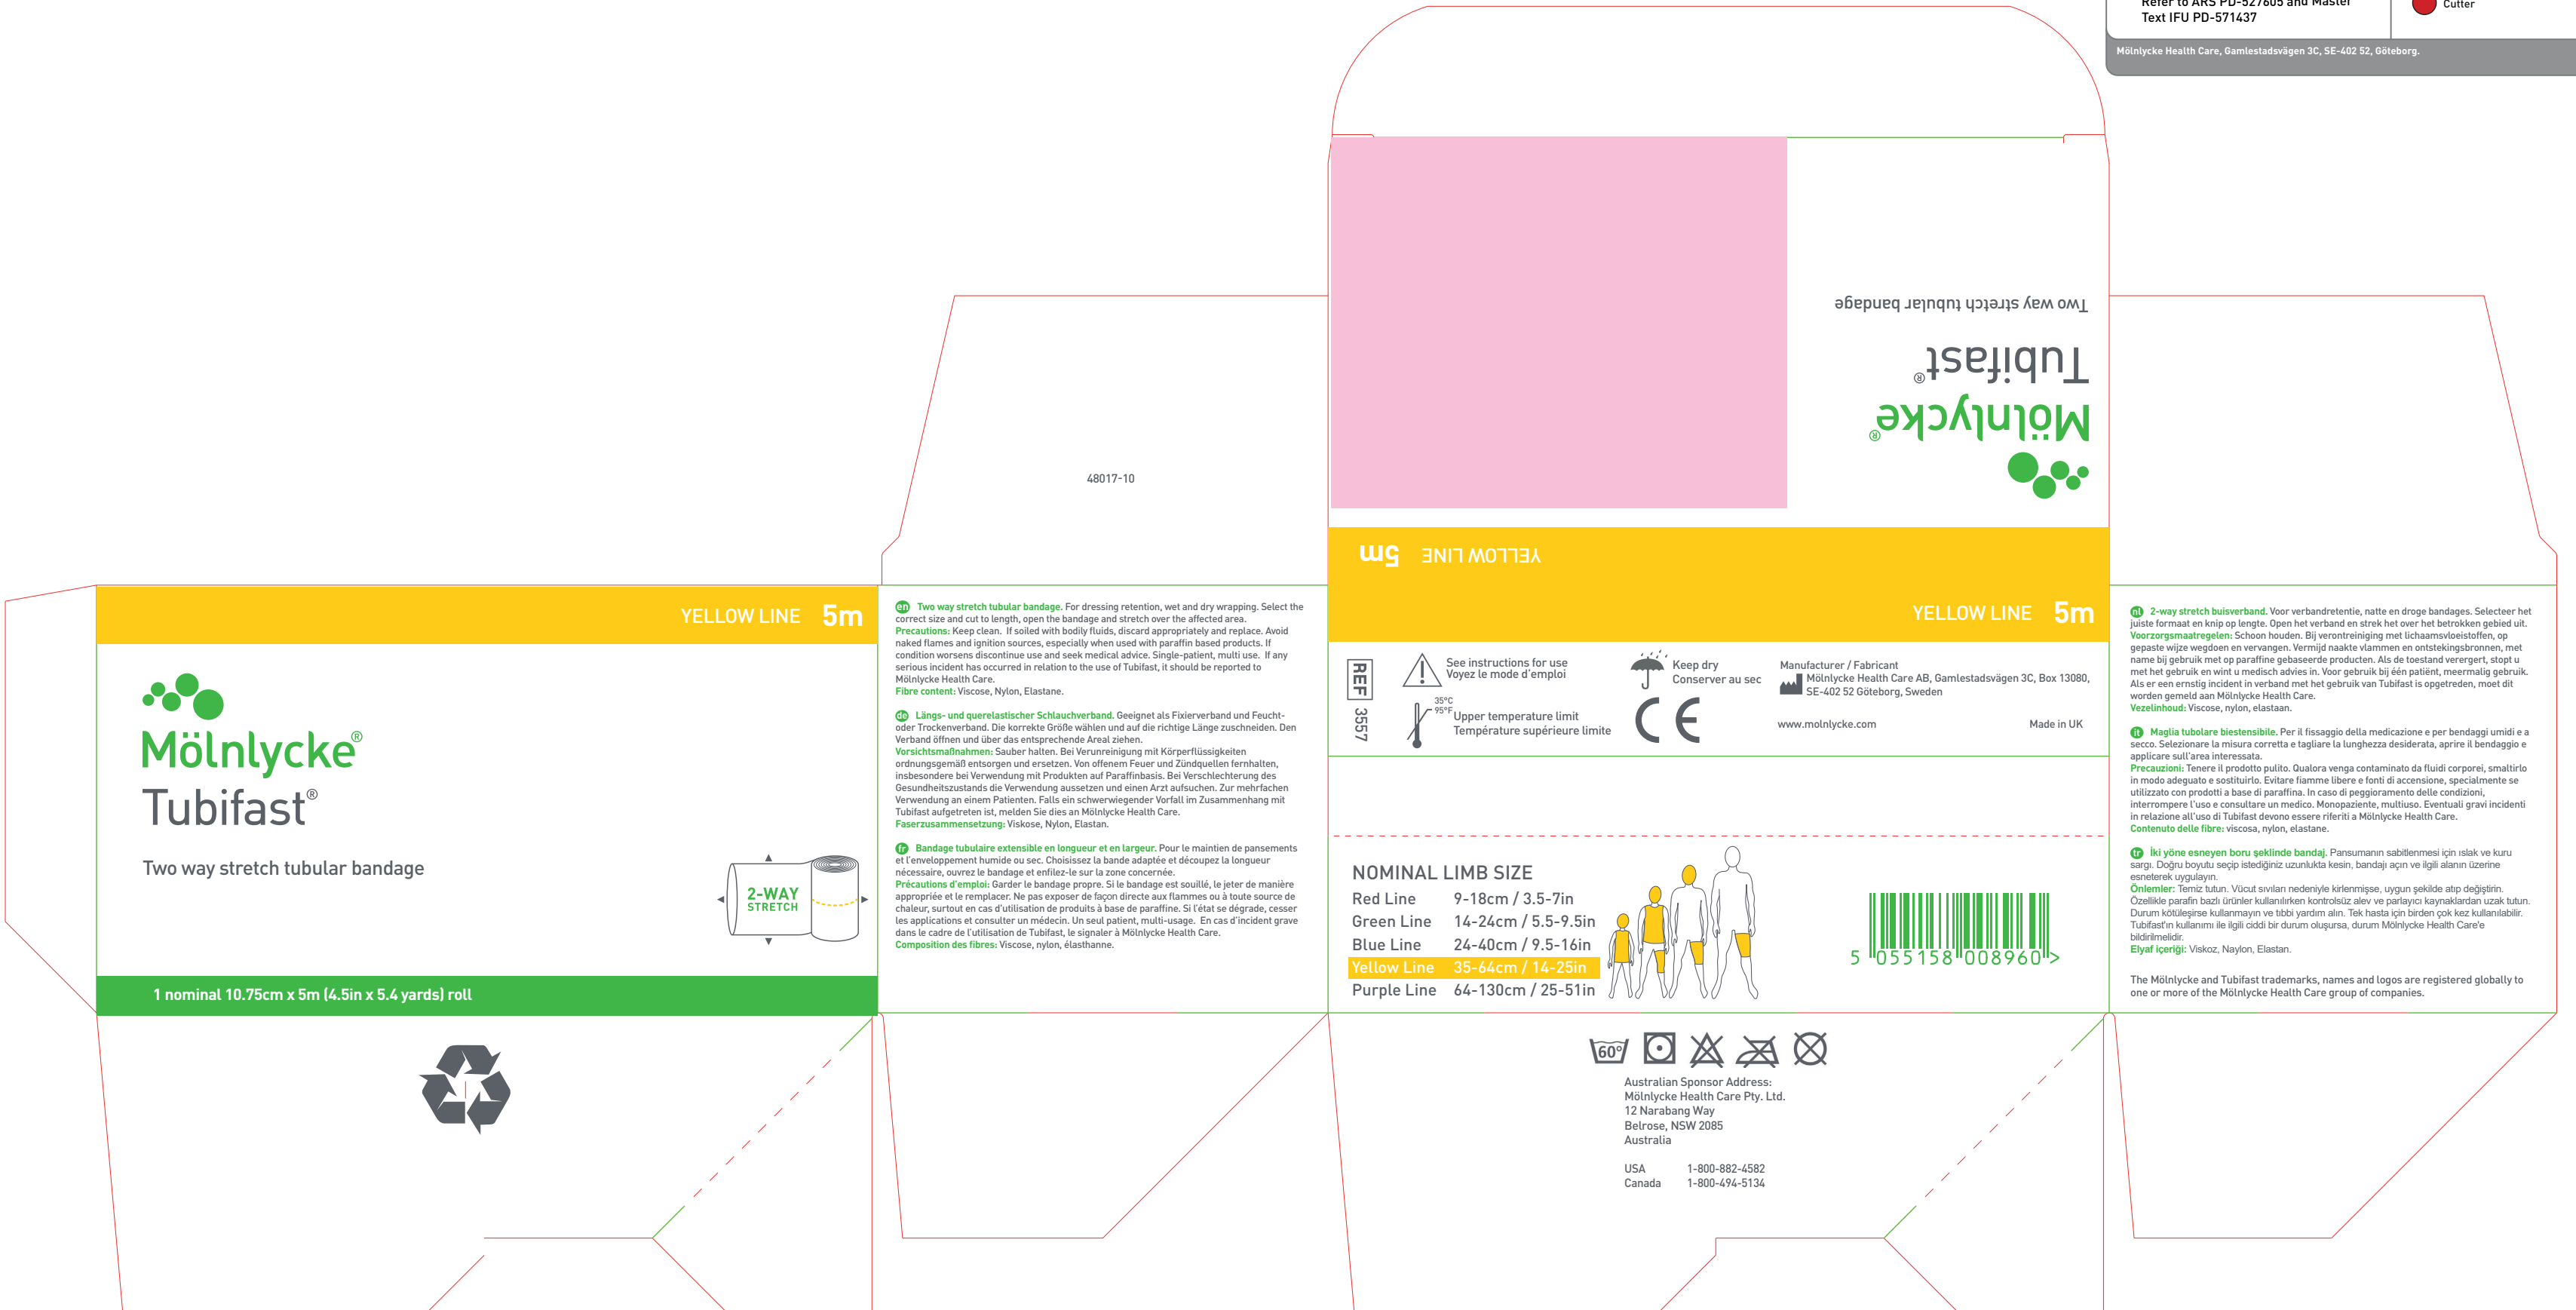 Refer to ARS PD-527605 and Master
Text IFU PD-571437
Cutter
Mölnlycke Health Care, Gamlestadsvägen 3C, SE-402 52, Göteborg.
Two way stretch tubular bandage
Tubifast®
Mölnlycke®
YELLOW LINE 5m
48017-10
YELLOW LINE 5m
Mölnlycke®
Tubifast®
Two way stretch tubular bandage
2-WAY
STRETCH
1 nominal 10.75cm x 5m (4.5in x 5.4 yards) roll
en Two way stretch tubular bandage. For dressing retention, wet and dry wrapping. Select the
correct size and cut to length, open the bandage and stretch over the affected area.
Precautions: Keep clean. If soiled with bodily fluids, discard appropriately and replace. Avoid
naked flames and ignition sources, especially when used with paraffin based products. If
condition worsens discontinue use and seek medical advice. Single-patient, multi use. If any
serious incident has occurred in relation to the use of Tubifast, it should be reported to
Mölnlycke Health Care.
Fibre content: Viscose, Nylon, Elastane.
de Längs- und querelastischer Schlauchverband. Geeignet als Fixierverband und Feucht-
oder Trockenverband. Die korrekte Größe wählen und auf die richtige Länge zuschneiden. Den
Verband öffnen und über das entsprechende Areal ziehen.
Vorsichtsmaßnahmen: Sauber halten. Bei Verunreinigung mit Körperflüssigkeiten
ordnungsgemäß entsorgen und ersetzen. Von offenem Feuer und Zündquellen fernhalten,
insbesondere bei Verwendung mit Produkten auf Paraffinbasis. Bei Verschlechterung des
Gesundheitszustands die Verwendung aussetzen und einen Arzt aufsuchen. Zur mehrfachen
Verwendung an einem Patienten. Falls ein schwerwiegender Vorfall im Zusammenhang mit
Tubifast aufgetreten ist, melden Sie dies an Mölnlycke Health Care.
Faserzusammensetzung: Viskose, Nylon, Elastan.
fr Bandage tubulaire extensible en longueur et en largeur. Pour le maintien de pansements
et l'enveloppement humide ou sec. Choisissez la bande adaptée et découpez la longueur
nécessaire, ouvrez le bandage et enfilez-le sur la zone concernée.
Précautions d'emploi: Garder le bandage propre. Si le bandage est souillé, le jeter de manière
appropriée et le remplacer. Ne pas exposer de façon directe aux flammes ou à toute source de
chaleur, surtout en cas d'utilisation de produits à base de paraffine. Si l'état se dégrade, cesser
les applications et consulter un médecin. Un seul patient, multi-usage. En cas d'incident grave
dans le cadre de l'utilisation de Tubifast, le signaler à Mölnlycke Health Care.
Composition des fibres: Viscose, nylon, élasthanne.
YELLOW LINE 5m
REF 3557
See instructions for use
Voyez le mode d'emploi
35°C
95°F
Upper temperature limit
Température supérieure limite
Keep dry
Conserver au sec
CE
Manufacturer / Fabricant
Mölnlycke Health Care AB, Gamlestadsvägen 3C, Box 13080,
SE-402 52 Göteborg, Sweden
www.molnlycke.com Made in UK
NOMINAL LIMB SIZE
Red Line 9-18cm / 3.5-7in
Green Line 14-24cm / 5.5-9.5in
Blue Line 24-40cm / 9.5-16in
Yellow Line 35-64cm / 14-25in
Purple Line 64-130cm / 25-51in
5 055158 008960 >
60°
Australian Sponsor Address:
Mölnlycke Health Care Pty. Ltd.
12 Narabang Way
Belrose, NSW 2085
Australia
USA 1-800-882-4582
Canada 1-800-494-5134
nl 2-way stretch buisverband. Voor verbandretentie, natte en droge bandages. Selecteer het
juiste formaat en knip op lengte. Open het verband en strek het over het betrokken gebied uit.
Voorzorgsmaatregelen: Schoon houden. Bij verontreiniging met lichaamsvloeistoffen, op
gepaste wijze wegdoen en vervangen. Vermijd naakte vlammen en ontstekingsbronnen, met
name bij gebruik met op paraffine gebaseerde producten. Als de toestand verergert, stopt u
met het gebruik en wint u medisch advies in. Voor gebruik bij één patiënt, meermalig gebruik.
Als er een ernstig incident in verband met het gebruik van Tubifast is opgetreden, moet dit
worden gemeld aan Mölnlycke Health Care.
Vezelinhoud: Viscose, nylon, elastaan.
it Maglia tubolare biestensibile. Per il fissaggio della medicazione e per bendaggi umidi e a
secco. Selezionare la misura corretta e tagliare la lunghezza desiderata, aprire il bendaggio e
applicare sull'area interessata.
Precauzioni: Tenere il prodotto pulito. Qualora venga contaminato da fluidi corporei, smaltirlo
in modo adeguato e sostituirlo. Evitare fiamme libere e fonti di accensione, specialmente se
utilizzato con prodotti a base di paraffina. In caso di peggioramento delle condizioni,
interrompere l'uso e consultare un medico. Monopaziente, multiuso. Eventuali gravi incidenti
in relazione all'uso di Tubifast devono essere riferiti a Mölnlycke Health Care.
Contenuto delle fibre: viscosa, nylon, elastane.
tr İki yöne esneyen boru şeklinde bandaj. Pansumanın sabitlenmesi için ıslak ve kuru
sargı. Doğru boyutu seçip istediğiniz uzunlukta kesin, bandajı açın ve ilgili alanın üzerine
esneterek uygulayın.
Önlemler: Temiz tutun. Vücut sıvıları nedeniyle kirlenmişse, uygun şekilde atıp değiştirin.
Özellikle parafin bazlı ürünler kullanılırken kontrolsüz alev ve parlayıcı kaynaklardan uzak tutun.
Durum kötüleşirse kullanmayın ve tıbbi yardım alın. Tek hasta için birden çok kez kullanılabilir.
Tubifast'ın kullanımı ile ilgili ciddi bir durum oluşursa, durum Mölnlycke Health Care'e
bildirilmelidir.
Elyaf içeriği: Viskoz, Naylon, Elastan.
The Mölnlycke and Tubifast trademarks, names and logos are registered globally to
one or more of the Mölnlycke Health Care group of companies.